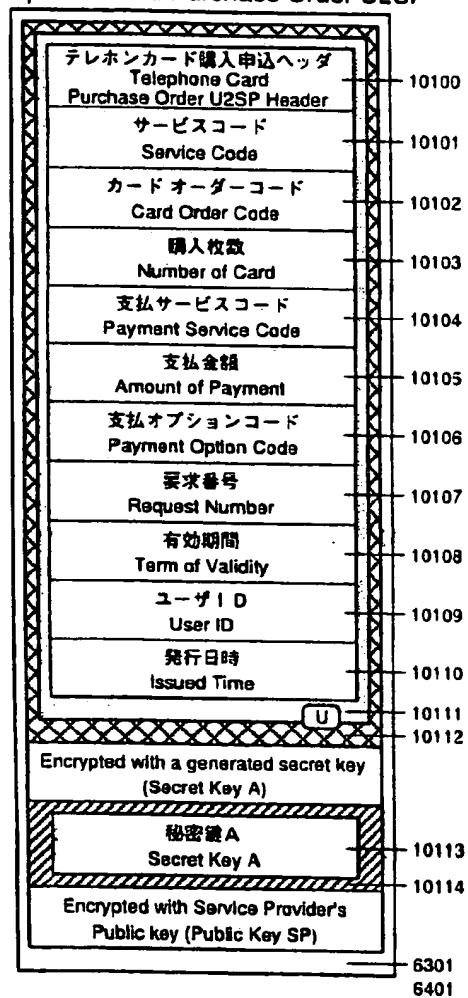 テレホンカード購入申込ヘッダ
Telephone Card
Purchase Order U2SP Header
10100
サービスコード
Service Code
10101
カード オーダーコード
Card Order Code
10102
購入枚数
Number of Card
10103
支払サービスコード
Payment Service Code
10104
支払金額
Amount of Payment
10105
支払オプションコード
Payment Option Code
10106
要求番号
Request Number
10107
有効期間
Term of Validity
10108
ユーザID
User ID
10109
発行日時
Issued Time
10110
U
10111
10112
Encrypted with a generated secret key
(Secret Key A)
秘密鍵A
Secret Key A
10113
10114
Encrypted with Service Provider's
Public key (Public Key SP)
6301
6401